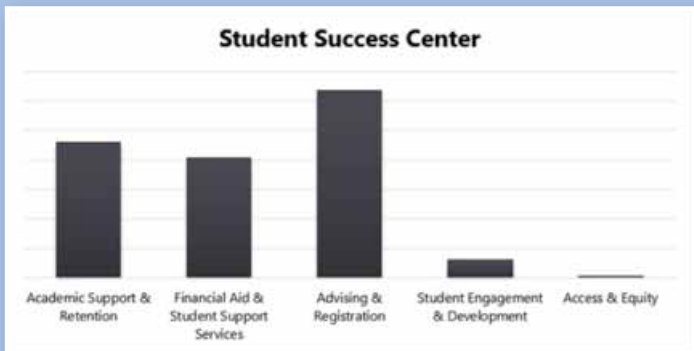 Student Success Center
Academic Support &
Retention
Financial Aid &
Student Support
Services
Advising &
Registration
Student Engagement
& Development
Access & Equity